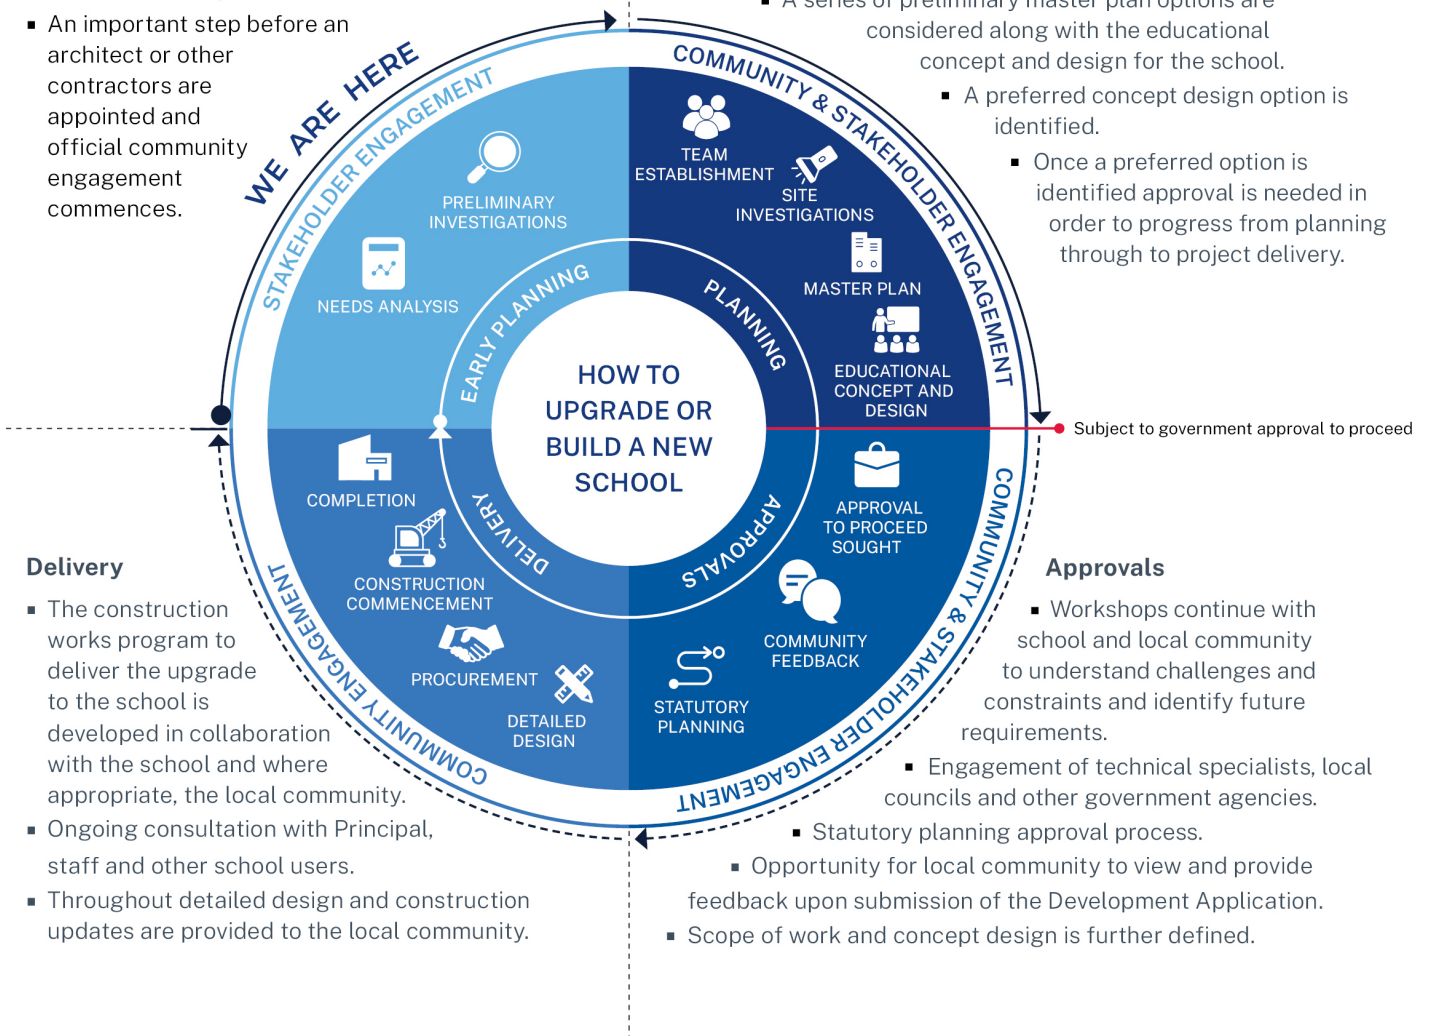 An important step before an
architect or other
contractors are
appointed and
official community
engagement
commences.
A series of preliminary master plan options are
considered along with the educational
concept and design for the school.
A preferred concept design option is
identified.
Once a preferred option is
identified approval is needed in
order to progress from planning
through to project delivery.
WE ARE HERE
STAKEHOLDER ENGAGEMENT
COMMUNITY & STAKEHOLDER ENGAGEMENT
PRELIMINARY
INVESTIGATIONS
NEEDS ANALYSIS
EARLY PLANNING
TEAM
ESTABLISHMENT
SITE
INVESTIGATIONS
MASTER PLAN
EDUCATIONAL
CONCEPT AND
DESIGN
PLANNING
HOW TO
UPGRADE OR
BUILD A NEW
SCHOOL
Subject to government approval to proceed
COMPLETION
CONSTRUCTION
COMMENCEMENT
PROCUREMENT
DETAILED
DESIGN
DELIVERY
COMMUNITY ENGAGEMENT
APPROVAL
TO PROCEED
SOUGHT
COMMUNITY
FEEDBACK
STATUTORY
PLANNING
APPROVALS
COMMUNITY & STAKEHOLDER ENGAGEMENT
Delivery
The construction
works program to
deliver the upgrade
to the school is
developed in collaboration
with the school and where
appropriate, the local community.
Ongoing consultation with Principal,
staff and other school users.
Throughout detailed design and construction
updates are provided to the local community.
Approvals
Workshops continue with
school and local community
to understand challenges and
constraints and identify future
requirements.
Engagement of technical specialists, local
councils and other government agencies.
Statutory planning approval process.
Opportunity for local community to view and provide
feedback upon submission of the Development Application.
Scope of work and concept design is further defined.